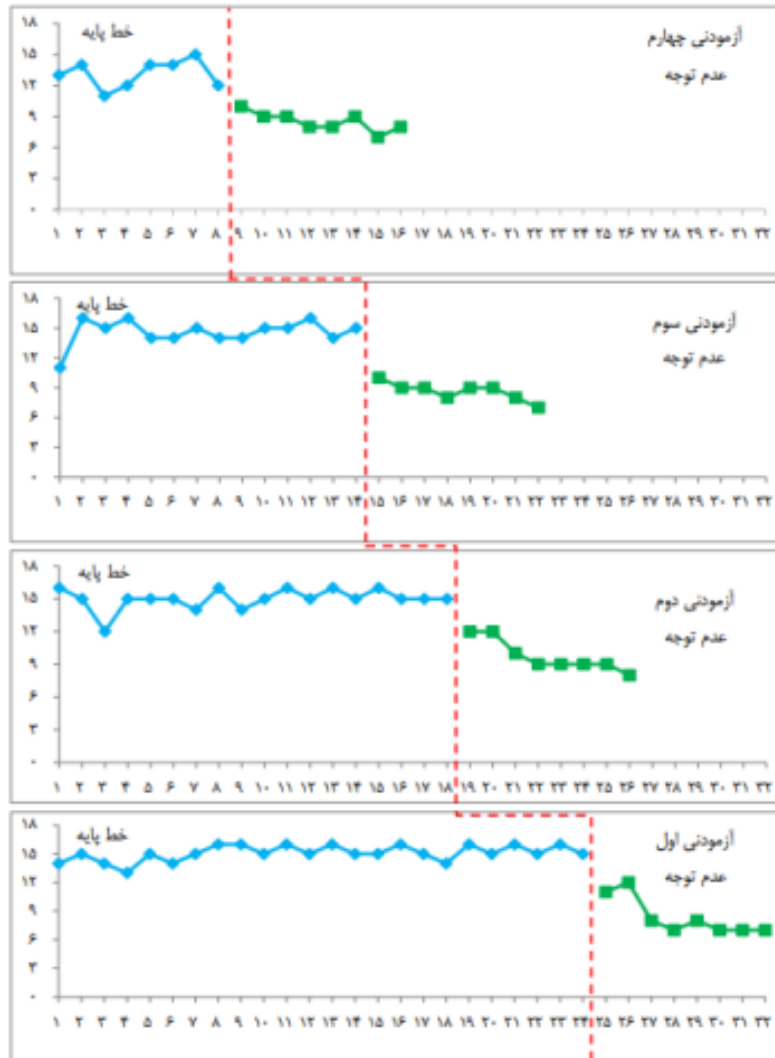 ۱۸
خط پایه
آزمودنی چهارم
۱۵
عدم توجه
۱۲
۹
۶
۳
۰
۱ ۲ ۳ ۴ ۵ ۶ ۷ ۸ ۹ ۱۰ ۱۱ ۱۲ ۱۳ ۱۴ ۱۵ ۱۶ ۱۷ ۱۸ ۱۹ ۲۰ ۲۱ ۲۲ ۲۳ ۲۴ ۲۵ ۲۶ ۲۷ ۲۸ ۲۹ ۳۰ ۳۱ ۳۲
۱۸
خط پایه
آزمودنی سوم
۱۵
عدم توجه
۱۲
۹
۶
۳
۰
۱ ۲ ۳ ۴ ۵ ۶ ۷ ۸ ۹ ۱۰ ۱۱ ۱۲ ۱۳ ۱۴ ۱۵ ۱۶ ۱۷ ۱۸ ۱۹ ۲۰ ۲۱ ۲۲ ۲۳ ۲۴ ۲۵ ۲۶ ۲۷ ۲۸ ۲۹ ۳۰ ۳۱ ۳۲
۱۸
خط پایه
آزمودنی دوم
۱۵
عدم توجه
۱۲
۹
۶
۳
۰
۱ ۲ ۳ ۴ ۵ ۶ ۷ ۸ ۹ ۱۰ ۱۱ ۱۲ ۱۳ ۱۴ ۱۵ ۱۶ ۱۷ ۱۸ ۱۹ ۲۰ ۲۱ ۲۲ ۲۳ ۲۴ ۲۵ ۲۶ ۲۷ ۲۸ ۲۹ ۳۰ ۳۱ ۳۲
۱۸
خط پایه
آزمودنی اول
۱۵
عدم توجه
۱۲
۹
۶
۳
۰
۱ ۲ ۳ ۴ ۵ ۶ ۷ ۸ ۹ ۱۰ ۱۱ ۱۲ ۱۳ ۱۴ ۱۵ ۱۶ ۱۷ ۱۸ ۱۹ ۲۰ ۲۱ ۲۲ ۲۳ ۲۴ ۲۵ ۲۶ ۲۷ ۲۸ ۲۹ ۳۰ ۳۱ ۳۲